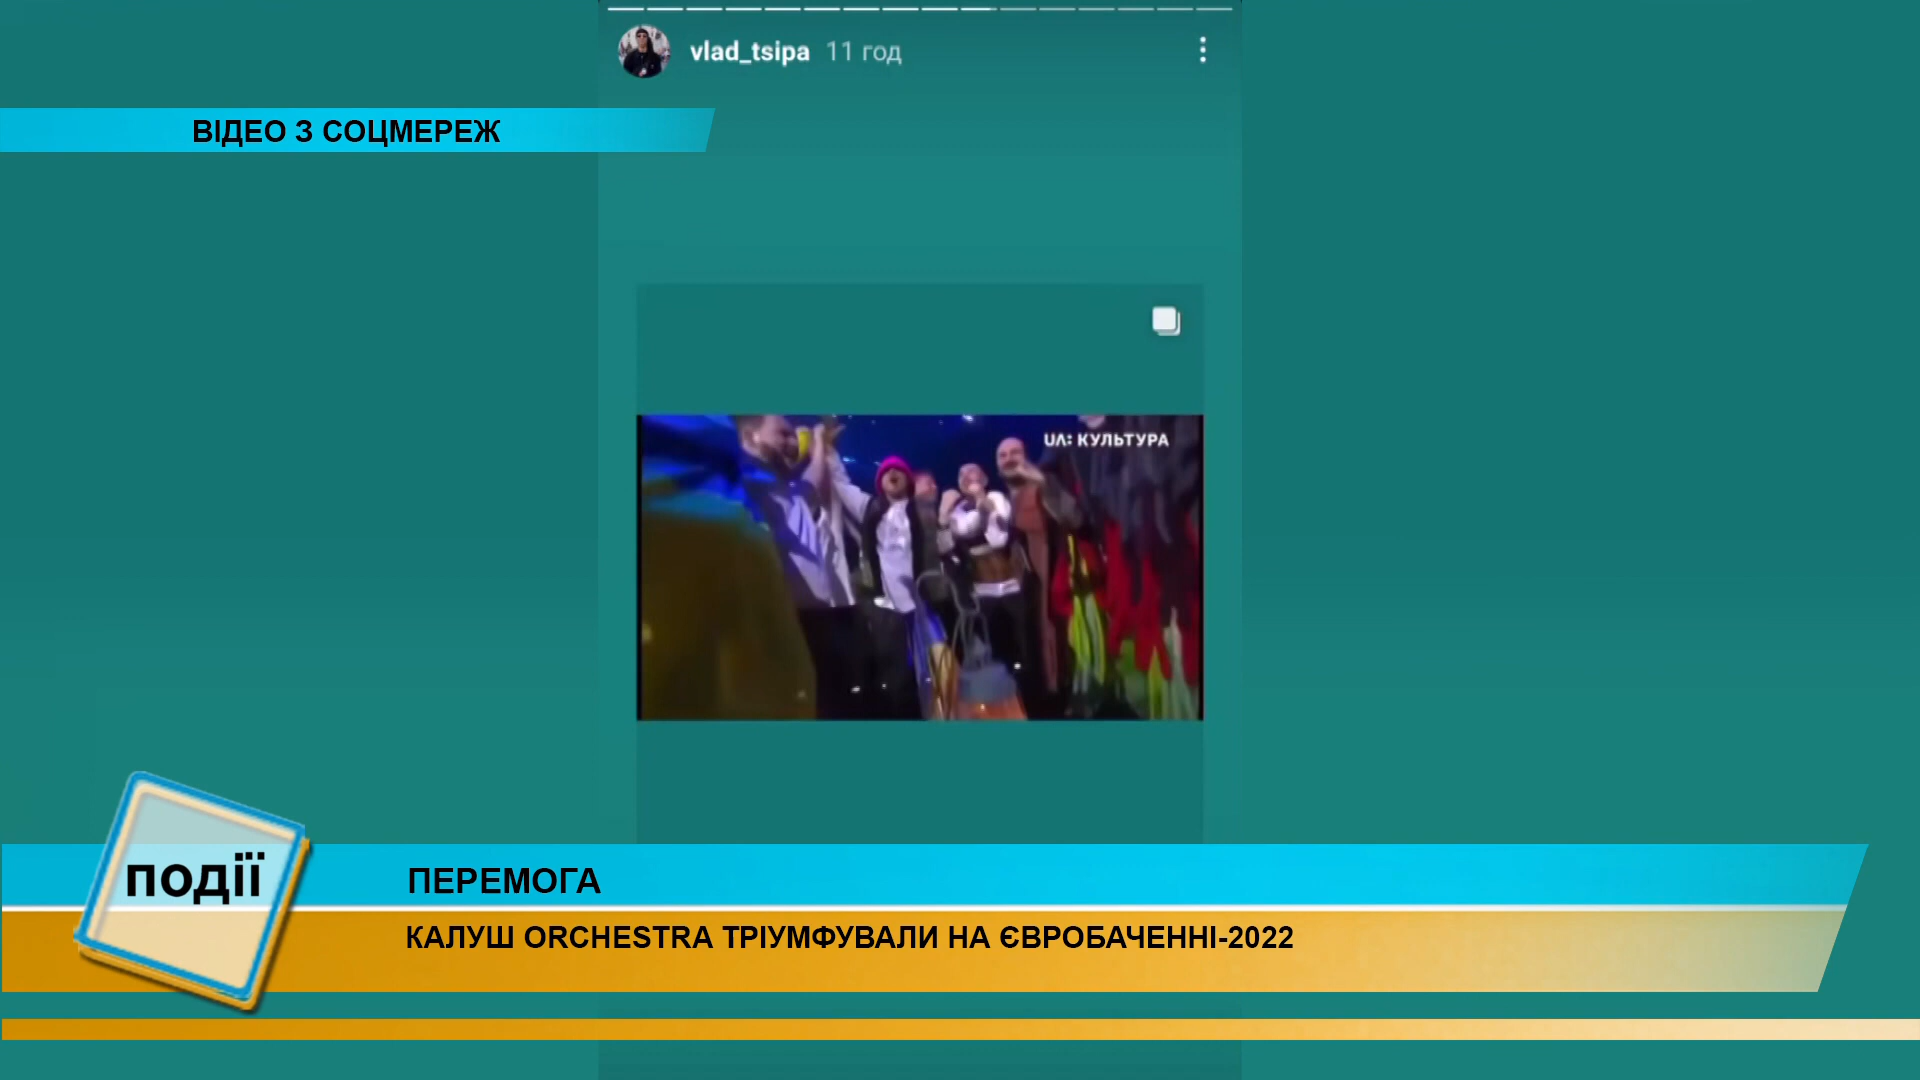 vlad_tsipa 11 год
ВІДЕО З СОЦМЕРЕЖ
UA: КУЛЬТУРА
події
ПЕРЕМОГА
КАЛУШ ORCHESTRA ТРІУМФУВАЛИ НА ЄВРОБАЧЕННІ-2022